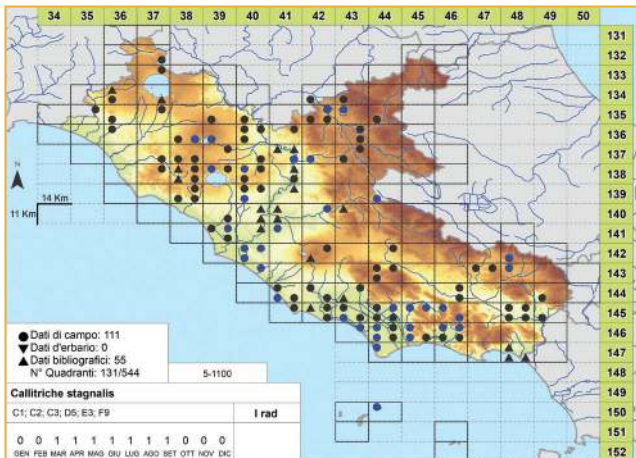 34 35 36 37 38 39 40 41 42 43 44 45 46 47 48 49 50
131
152
133
134
135
136
137
138
139
140
141
142
143
144
145
146
147
148
149
150
151
152
N
14 Km
11 Km
Dati di campo: 111
Dati d'erbario: 0
Dati bibliografici: 55
N° Quadranti: 131/544
5-1100
Callitriche stagnalis
C1; C2; C3; D5; E3; F9
I rad
0 0 1 1 1 1 1 1 1 0 0 0
GEN FEB MAR APR MAG GIU LUG AGO SET OTT NOV DIC